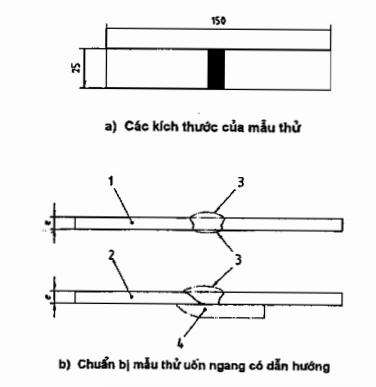 150
25
a) Các kích thước của mẫu thử
3
1
e
3
2
e
4
b) Chuẩn bị mẫu thử uốn ngang có dẫn hướng